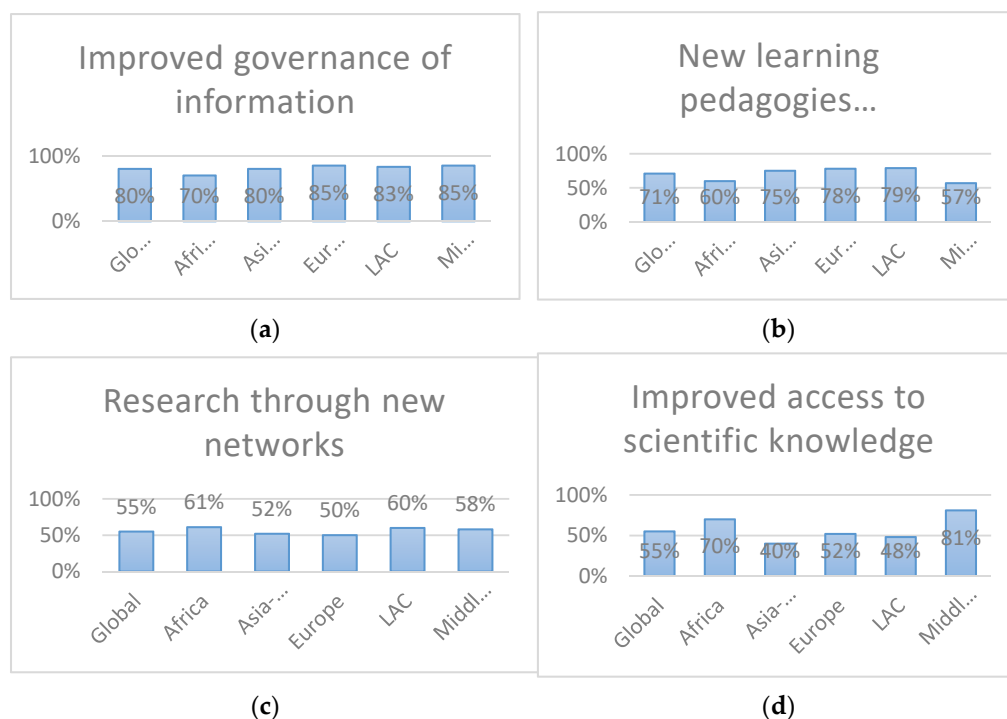 Improved governance of
information
100%
0%
80% 70% 80% 85% 83% 85%
Glo... Afri... Asi... Eur... LAC Mi...
(a)
New learning
pedagogies...
100%
50%
0%
71% 60% 75% 78% 79% 57%
Glo... Afri... Asi... Eur... LAC Mi...
(b)
Research through new
networks
100%
50%
0%
55% 61% 52% 50% 60% 58%
Global Africa Asia-... Europe LAC Middl...
(c)
Improved access to
scientific knowledge
100%
50%
0%
55% 70% 40% 52% 48% 81%
Global Africa Asia-... Europe LAC Middl...
(d)